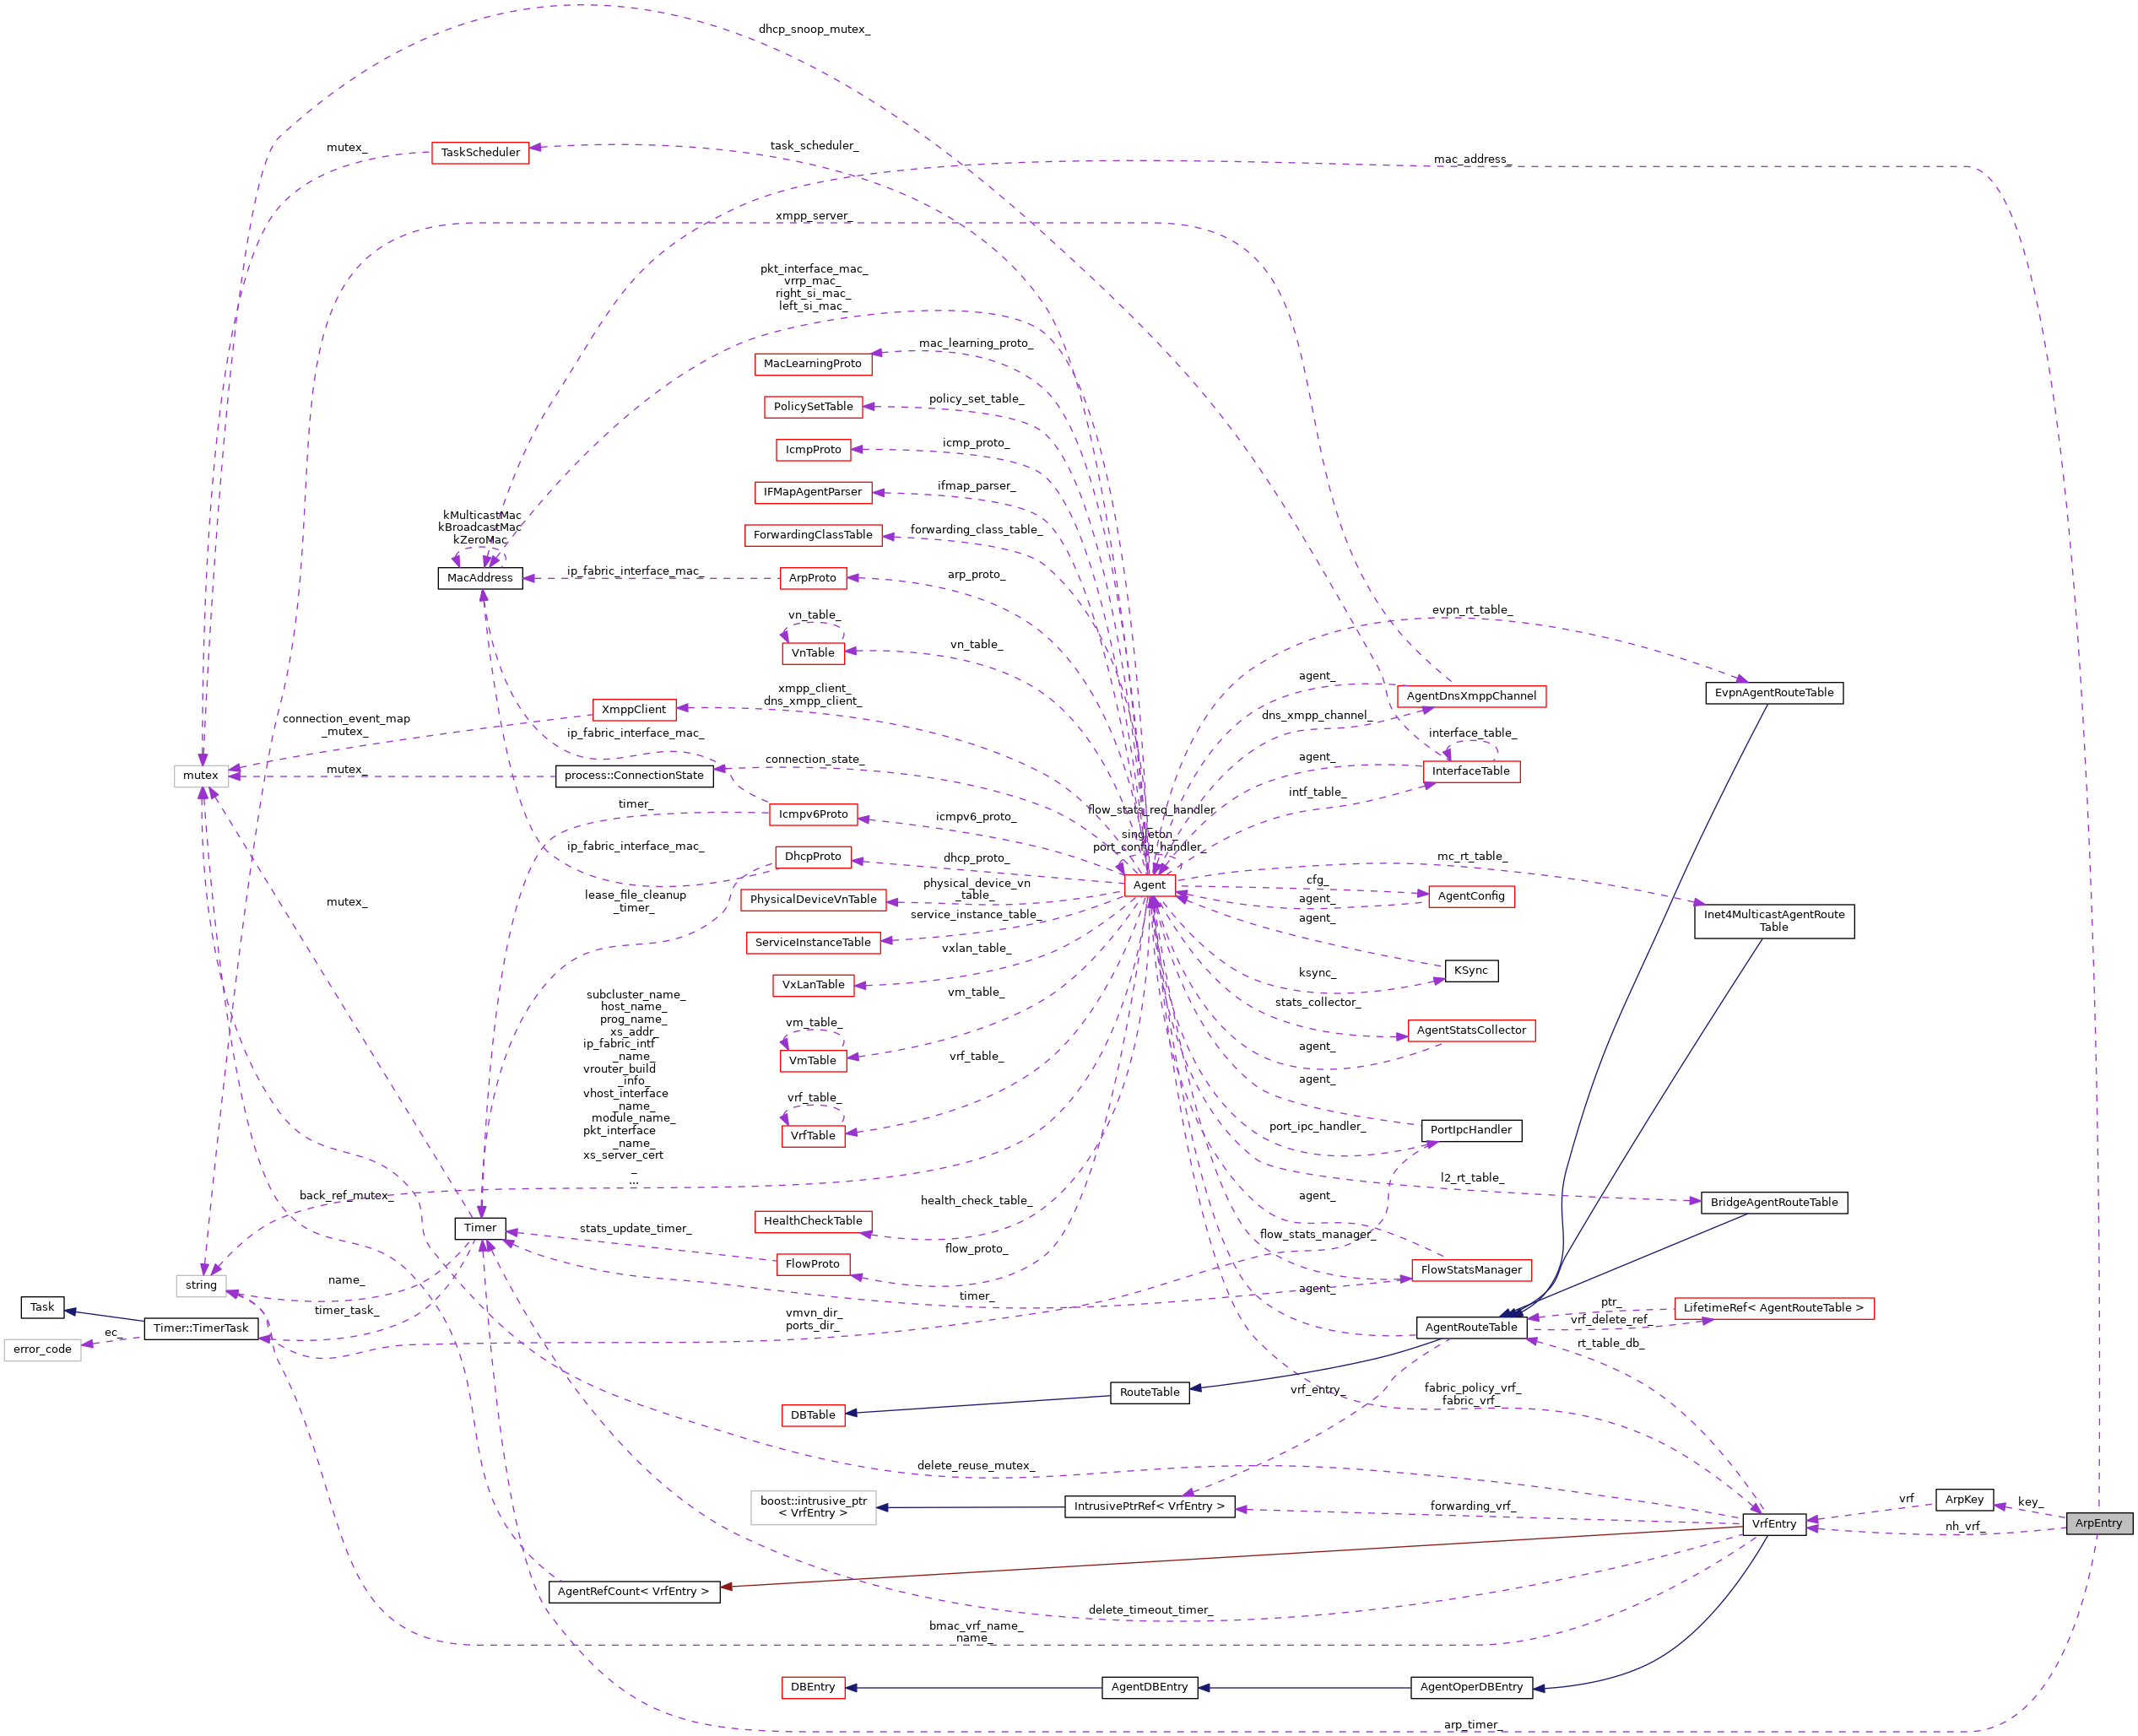 dhcp_snoop_mutex_
mutex_
TaskScheduler
task_scheduler_
mac_address_
xmpp_server_
pkt_interface_mac_
vrrp_mac_
right_si_mac_
left_si_mac_
mac_learning_proto_
MacLearningProto
policy_set_table_
PolicySetTable
icmp_proto_
IcmpProto
ifmap_parser_
IFMapAgentParser
kMulticastMac
kBroadcastMac
kZeroMac
forwarding_class_table_
ForwardingClassTable
MacAddress
ip_fabric_interface_mac_
ArpProto
arp_proto_
vn_table_
VnTable
vn_table_
evpn_rt_table_
EvpnAgentRouteTable
agent_
AgentDnsXmppChannel
xmpp_client_
dns_xmpp_client_
XmppClient
dns_xmpp_channel_
connection_event_map
_mutex_
ip_fabric_interface_mac_
interface_table_
agent_
InterfaceTable
mutex
mutex_
process::ConnectionState
connection_state_
intf_table_
timer_
Icmpv6Proto
icmpv6_proto_
flow_stats_req_handler
_
singleton_
port_config_handler_
ip_fabric_interface_mac_
DhcpProto
dhcp_proto_
mc_rt_table_
Agent
cfg_
AgentConfig
agent_
mutex_
lease_file_cleanup
_timer_
PhysicalDeviceVnTable
physical_device_vn
_table_
service_instance_table_
agent_
Inet4MulticastAgentRoute
Table
ServiceInstanceTable
vxlan_table_
KSync
ksync_
VxLanTable
vm_table_
stats_collector_
subcluster_name_
host_name_
prog_name_
xs_addr_
ip_fabric_intf
_name_
vrouter_build
_info_
vhost_interface
_name_
module_name_
pkt_interface
_name_
xs_server_cert
_
...
vm_table_
VmTable
AgentStatsCollector
agent_
vrf_table_
agent_
vrf_table_
VrfTable
port_ipc_handler_
PortIpcHandler
l2_rt_table_
back_ref_mutex_
health_check_table_
agent_
BridgeAgentRouteTable
Timer
stats_update_timer_
HealthCheckTable
flow_stats_manager_
flow_proto_
FlowProto
FlowStatsManager
string
name_
timer_
agent_
Task
timer_task_
vmvn_dir_
ports_dir_
ptr_
LifetimeRef< AgentRouteTable >
vrf_delete_ref_
Timer::TimerTask
ec_
error_code
AgentRouteTable
rt_table_db_
RouteTable
vrf_entry_
fabric_policy_vrf_
fabric_vrf_
DBTable
delete_reuse_mutex_
boost::intrusive_ptr
< VrfEntry >
IntrusivePtrRef< VrfEntry >
forwarding_vrf_
vrf
ArpKey
key_
VrfEntry
nh_vrf_
ArpEntry
AgentRefCount< VrfEntry >
delete_timeout_timer_
bmac_vrf_name_
name_
DBEntry
AgentDBEntry
AgentOperDBEntry
arp_timer_